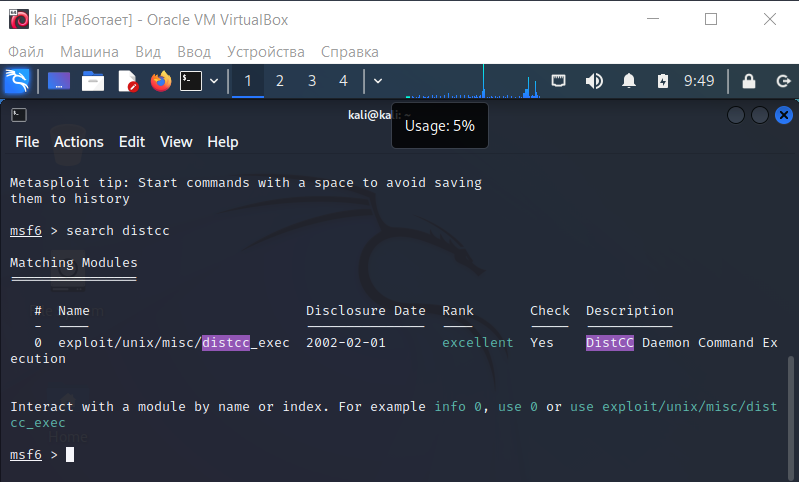 kali [Работает] - Oracle VM VirtualBox
Файл Машина Вид Ввод Устройства Справка
1 2 3 4 9:49
kali@kali: ~
Usage: 5%
File Actions Edit View Help
Metasploit tip: Start commands with a space to avoid saving
them to history
msf6 > search distcc
Matching Modules
================
# Name Disclosure Date Rank Check Description
- ---- --------------- ---- ----- -----------
0 exploit/unix/misc/distcc_exec 2002-02-01 excellent Yes DistCC Daemon Command Ex
ecution
Interact with a module by name or index. For example info 0, use 0 or use exploit/unix/misc/dist
cc_exec
Home
msf6 >